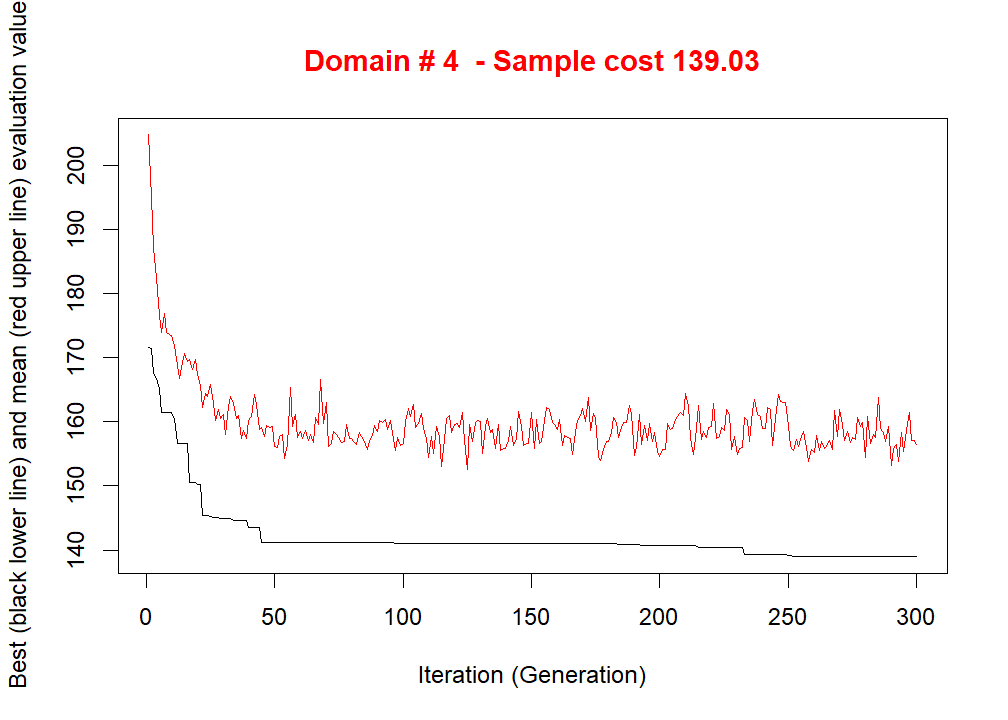 Domain # 4  - Sample cost 139.03
Best (black lower line) and mean (red upper line) evaluation value
200
190
180
170
160
150
140
0 50 100 150 200 250 300
Iteration (Generation)